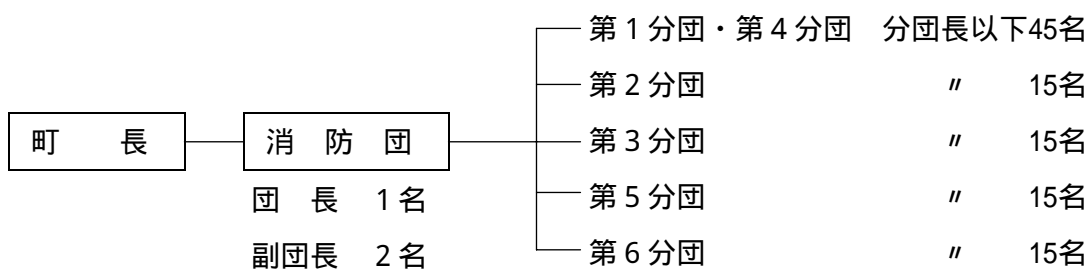 町　長
消　防　団
団　長　1名
副団長　2名
第1分団・第4分団　分団長以下45名
第2分団　〃　15名
第3分団　〃　15名
第5分団　〃　15名
第6分団　〃　15名